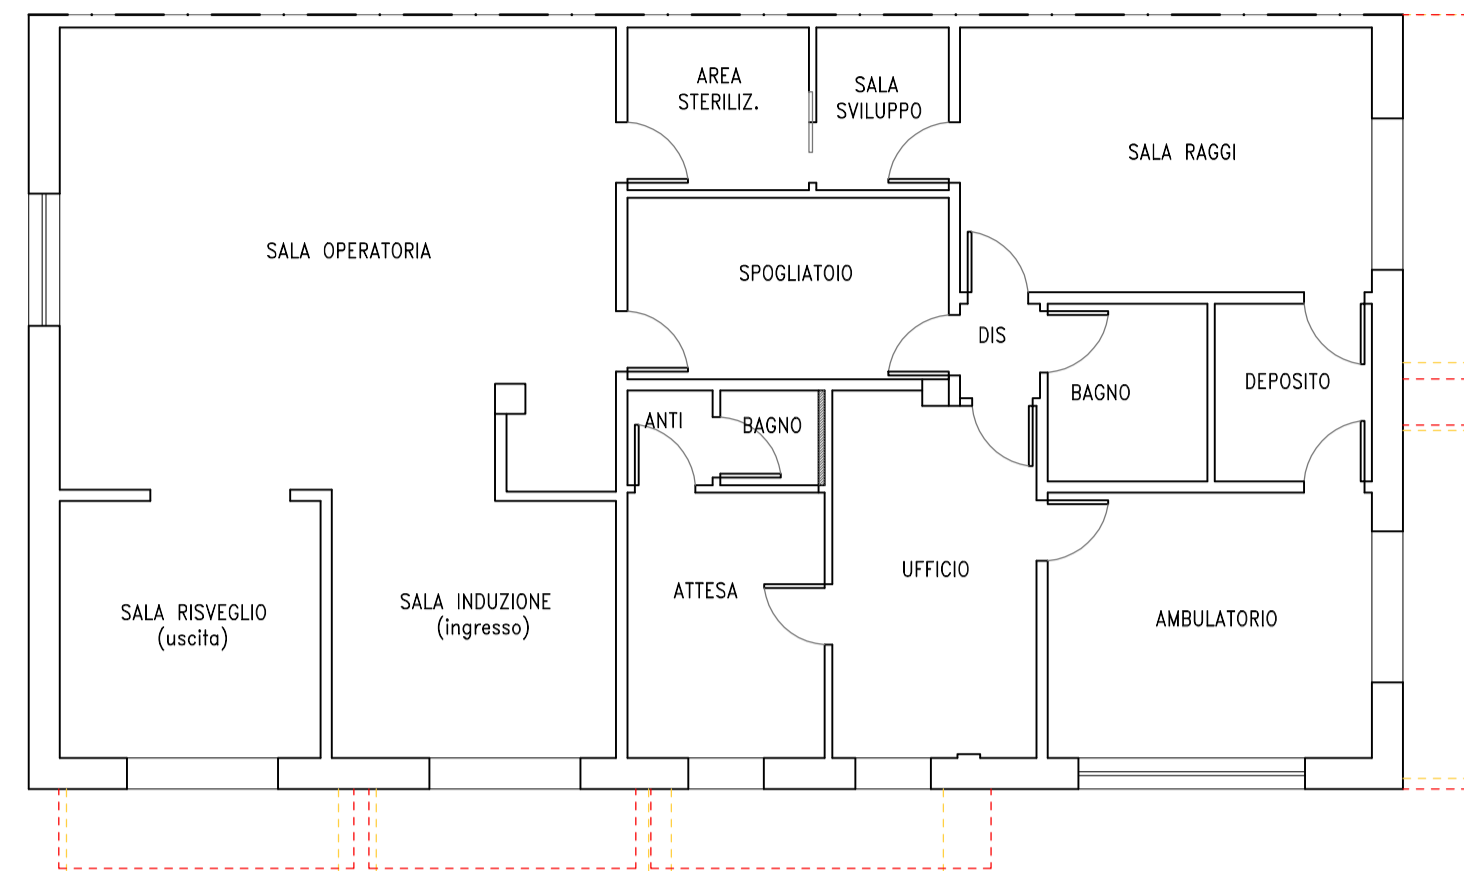 AREA
STERILIZ.
SALA
SVILUPPO
SALA RAGGI
SALA OPERATORIA
SPOGLIATOIO
DIS
BAGNO
DEPOSITO
ANTI
BAGNO
SALA RISVEGLIO
(uscita)
SALA INDUZIONE
(ingresso)
ATTESA
UFFICIO
AMBULATORIO